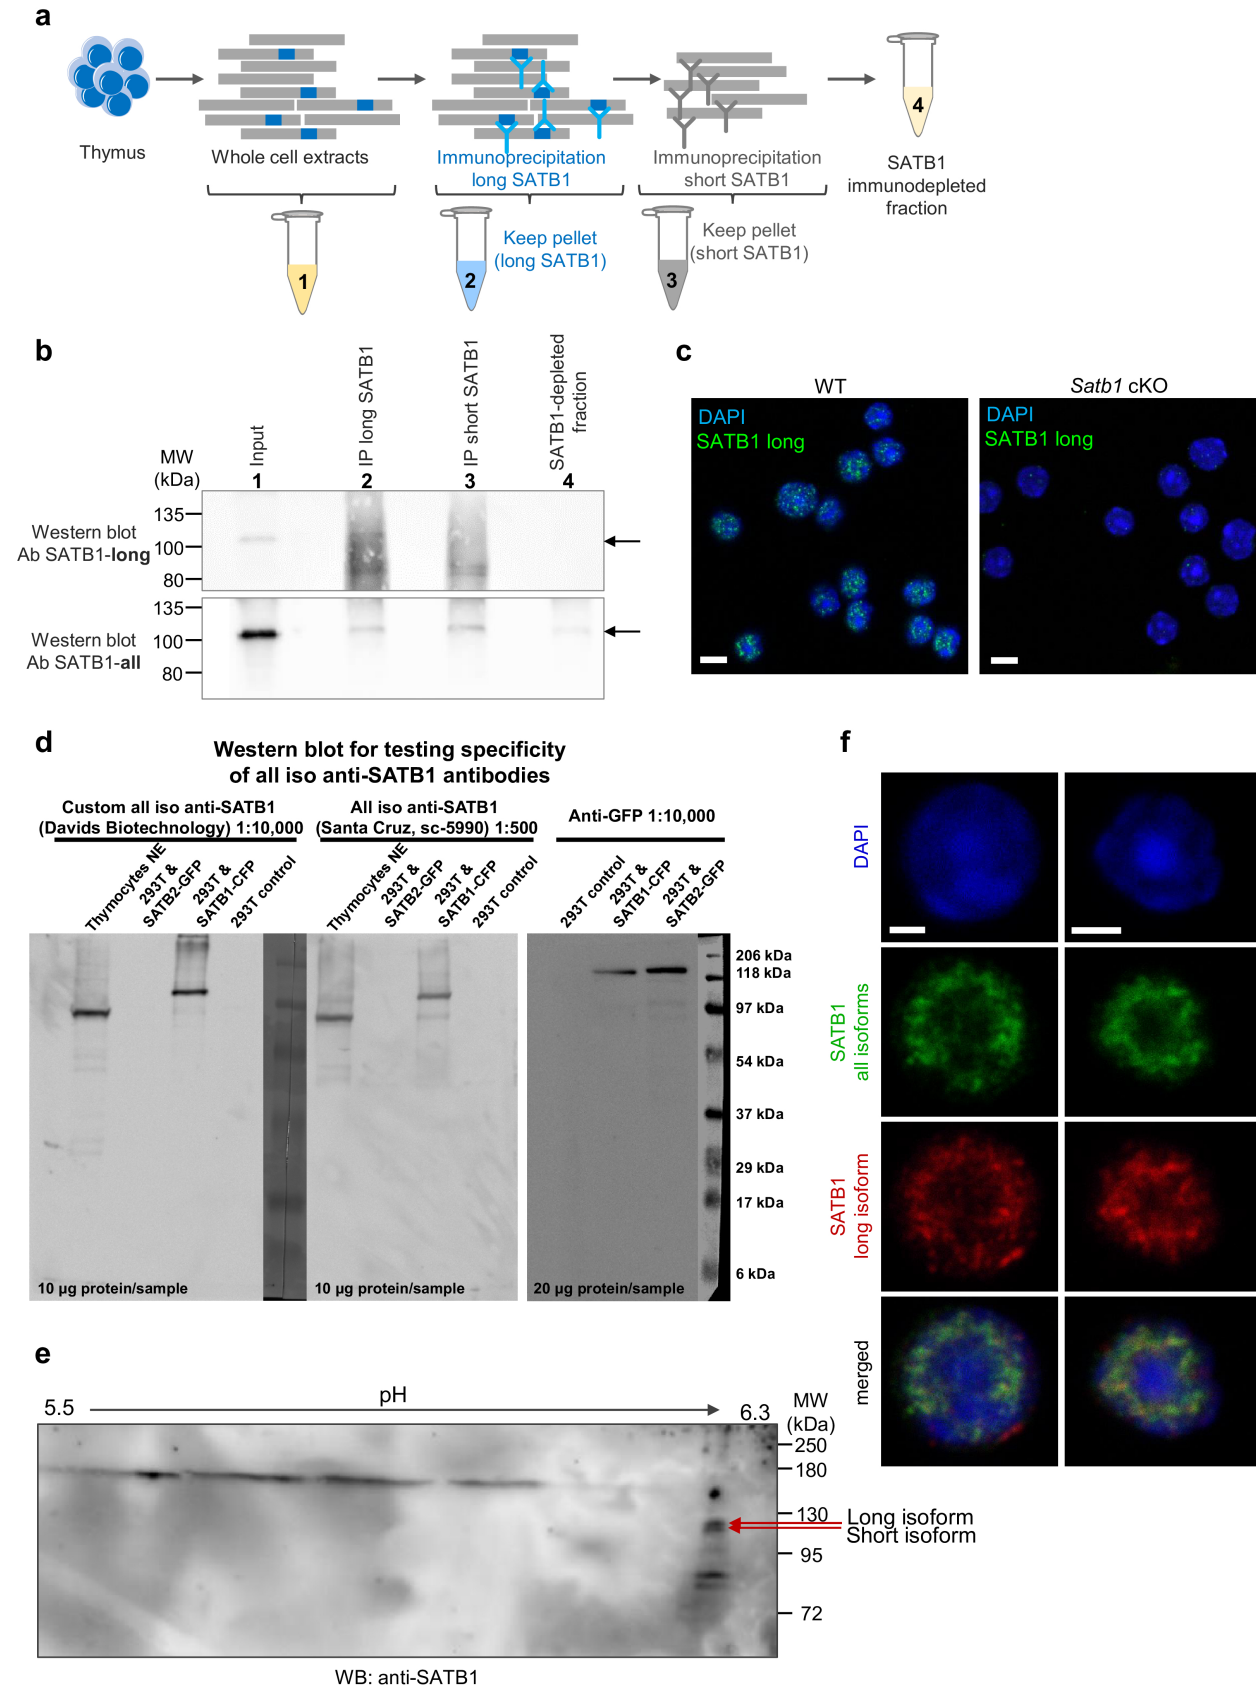 a
Thymus
Whole cell extracts
Immunoprecipitation
long SATB1
Immunoprecipitation
short SATB1
4
SATB1
immunodepleted
fraction
1
2
Keep pellet
(long SATB1)
3
Keep pellet
(short SATB1)
b
MW
(kDa)
Input
IP long SATB1
IP short SATB1
SATB1-depleted
fraction
1
2
3
4
Western blot
Ab SATB1-long
135
100
80
Western blot
Ab SATB1-all
135
100
80
c
WT
Satb1 cKO
DAPI
SATB1 long
DAPI
SATB1 long
d
Western blot for testing specificity
of all iso anti-SATB1 antibodies
Custom all iso anti-SATB1
(Davids Biotechnology) 1:10,000
All iso anti-SATB1
(Santa Cruz, sc-5990) 1:500
Anti-GFP 1:10,000
Thymocytes NE
293T &
SATB2-GFP
293T &
SATB1-CFP
293T control
Thymocytes NE
293T &
SATB2-GFP
293T &
SATB1-CFP
293T control
293T control
293T &
SATB1-CFP
293T &
SATB2-GFP
206 kDa
118 kDa
97 kDa
54 kDa
37 kDa
29 kDa
17 kDa
6 kDa
10 µg protein/sample
10 µg protein/sample
20 µg protein/sample
e
5.5
pH
6.3
MW
(kDa)
250
180
130
95
72
Long isoform
Short isoform
WB: anti-SATB1
f
DAPI
SATB1
all isoforms
SATB1
long isoform
merged